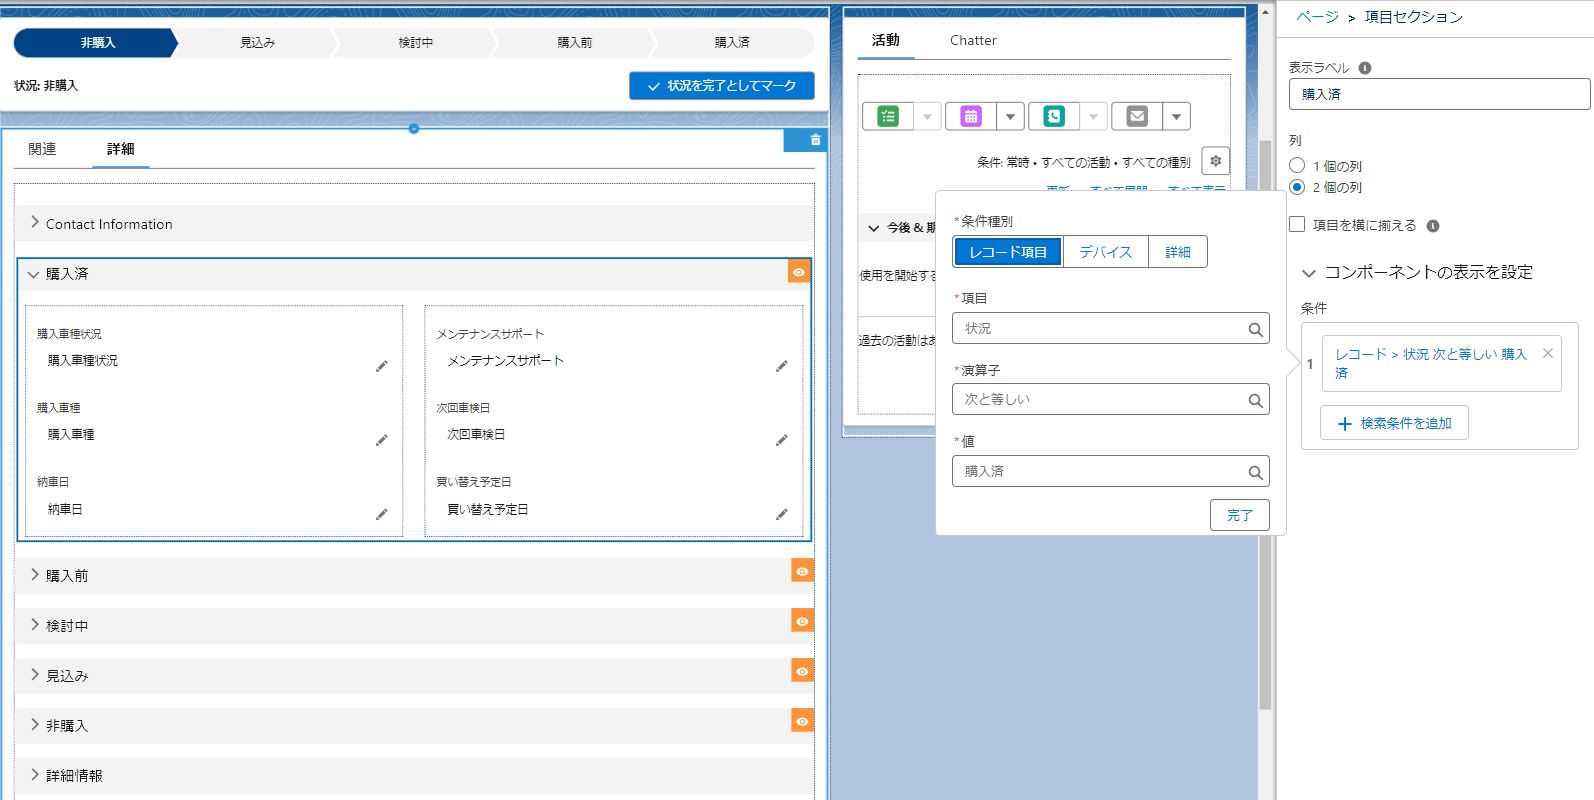 非購入
見込み
検討中
購入前
購入済
状況: 非購入
状況を完了としてマーク
関連
詳細
Contact Information
購入済
購入車種状況
購入車種状況
メンテナンスサポート
メンテナンスサポート
購入車種
購入車種
次回車検日
次回車検日
納車日
納車日
買い替え予定日
買い替え予定日
購入前
検討中
見込み
非購入
詳細情報
活動
Chatter
条件: 常時 • すべての活動 • すべての種別
更新
すべて展開
すべて表示
今後 & 期
使用を開始する
過去の活動はあ
*条件種別
レコード項目
デバイス
詳細
*項目
状況
*演算子
次と等しい
*値
購入済
完了
ページ > 項目セクション
表示ラベル
購入済
列
1 個の列
2 個の列
項目を横に揃える
コンポーネントの表示を設定
条件
1
レコード > 状況 次と等しい 購入
済
検索条件を追加